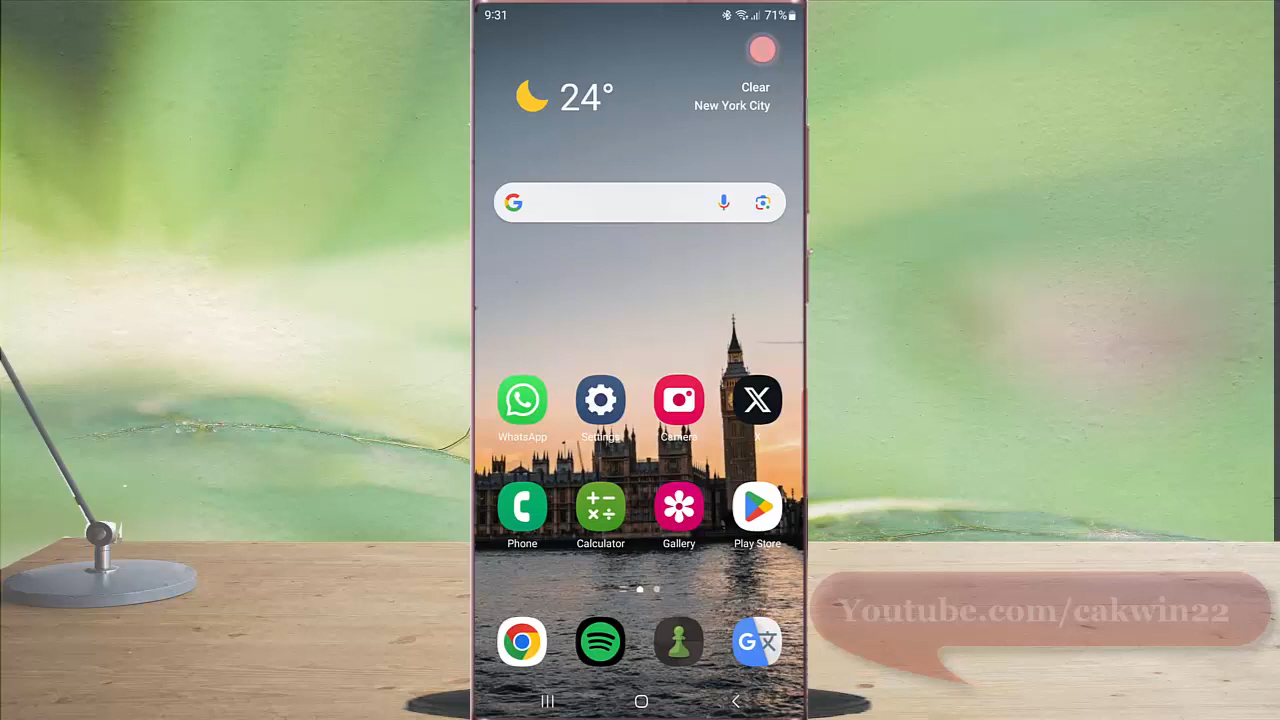 9:31
71%
24°
Clear
New York City
WhatsApp
Settings
Camera
X
Phone
Calculator
Gallery
Play Store
Youtube.com/cakwin22